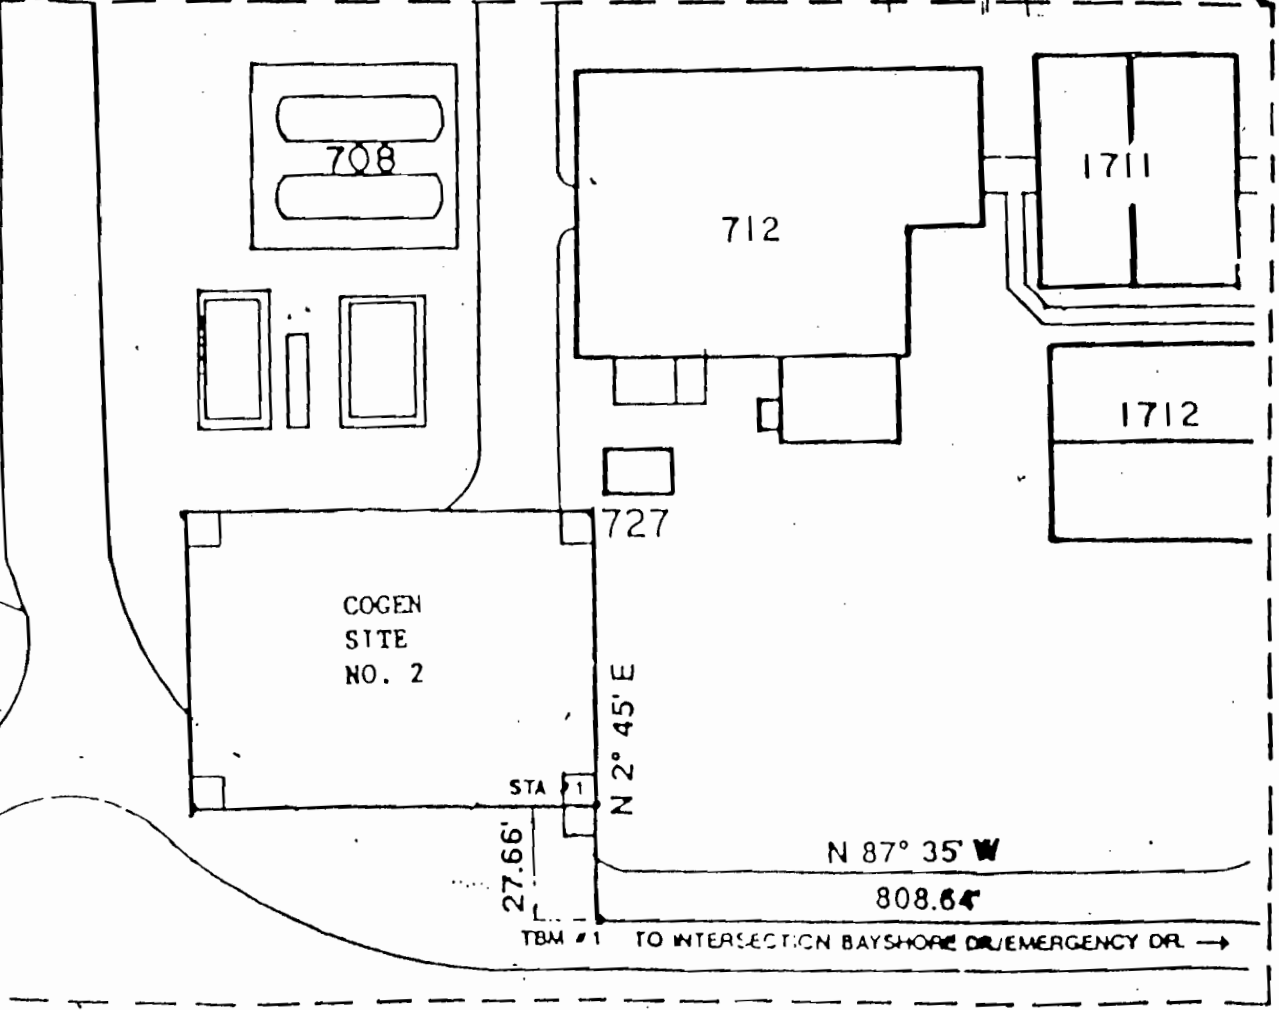 708
1711
712
1712
727
COGEN
SITE
NO. 2
N 2° 45' E
STA 1
27.66'
N 87° 35' W
808.64'
TBM #1 TO INTERSECTION BAYSHORE DR./EMERGENCY DR. →